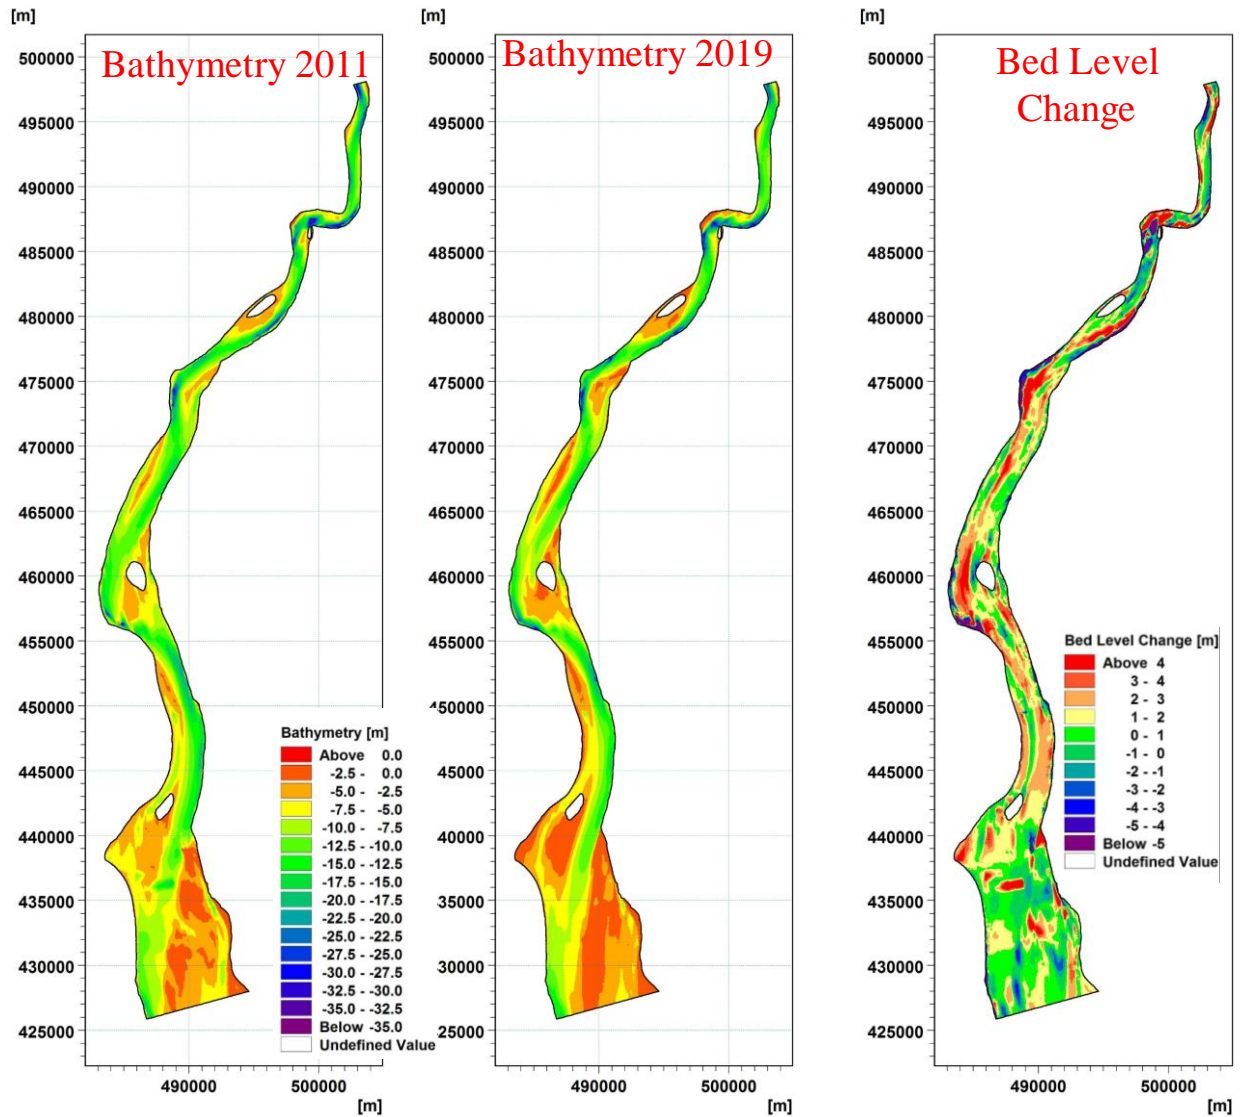 [m]
[m]
[m]
Bathymetry 2011
Bathymetry 2019
Bed Level
Change
500000
495000
490000
485000
480000
475000
470000
465000
460000
455000
450000
445000
440000
435000
430000
425000
490000
500000
[m]
Bathymetry [m]
Above 0.0
-2.5 - 0.0
-5.0 - -2.5
-7.5 - -5.0
-10.0 - -7.5
-12.5 - -10.0
-15.0 - -12.5
-17.5 - -15.0
-20.0 - -17.5
-22.5 - -20.0
-25.0 - -22.5
-27.5 - -25.0
-30.0 - -27.5
-32.5 - -30.0
-35.0 - -32.5
Below -35.0
Undefined Value
500000
495000
490000
485000
480000
475000
470000
465000
460000
455000
'50000
45000
40000
35000
30000
25000
490000
500000
[m]
500000
495000
490000
485000
480000
475000
470000
465000
460000
455000
450000
445000
440000
435000
430000
425000
490000
500000
[m]
Bed Level Change [m]
Above 4
3 - 4
2 - 3
1 - 2
0 - 1
-1 - 0
-2 - -1
-3 - -2
-4 - -3
-5 - -4
Below -5
Undefined Value